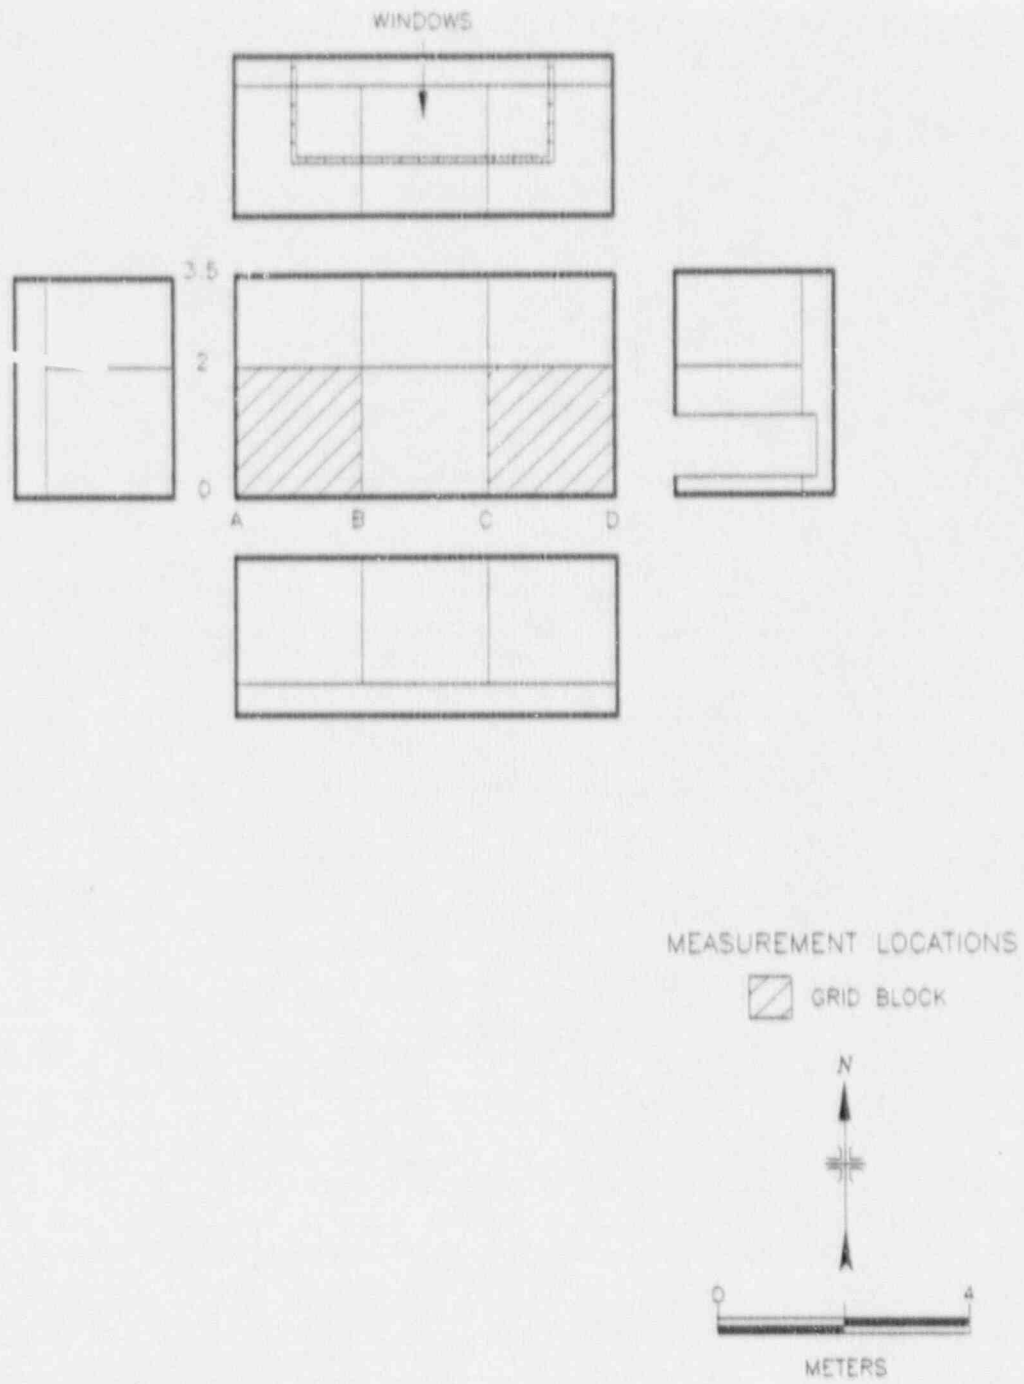 WINDOWS
3.5
2
0
A B C D
MEASUREMENT LOCATIONS
GRID BLOCK
N
0 4
METERS